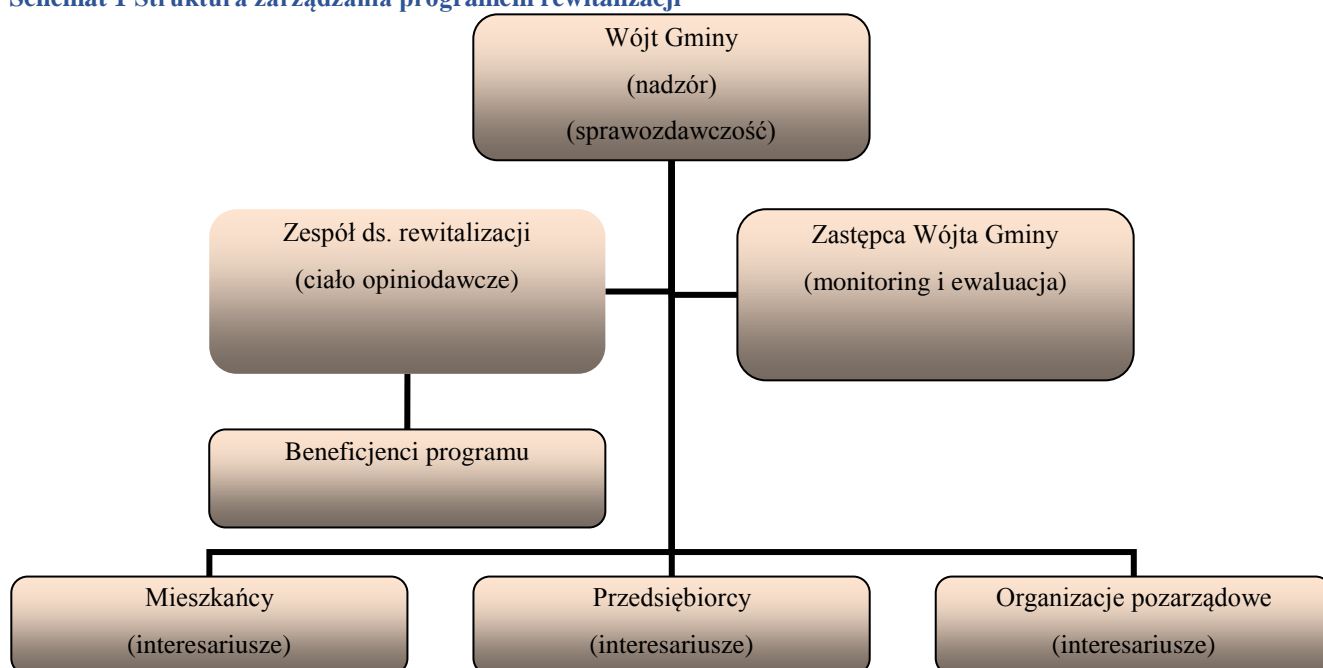 Schemat 1 Struktura zarządzania programem rewitalizacji
Wójt Gminy
(nadzór)
(sprawozdawczość)
Zespół ds. rewitalizacji
(ciało opiniodawcze)
Zastępca Wójta Gminy
(monitoring i ewaluacja)
Beneficjenci programu
Mieszkańcy
(interesariusze)
Przedsiębiorcy
(interesariusze)
Organizacje pozarządowe
(interesariusze)